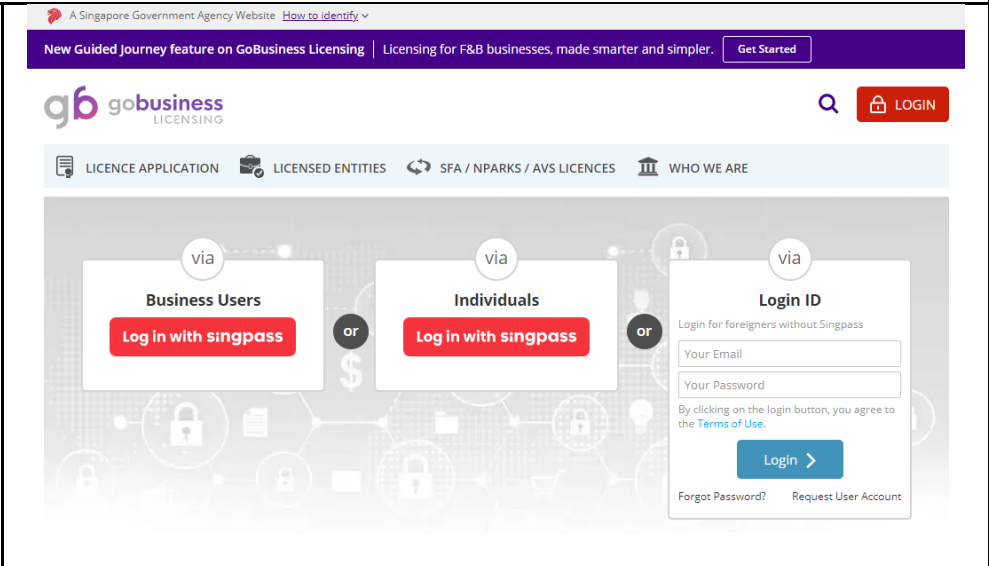 A Singapore Government Agency Website How to identify
New Guided Journey feature on GoBusiness Licensing | Licensing for F&B businesses, made smarter and simpler. Get Started
gb gobusiness
LICENSING
LOGIN
LICENCE APPLICATION LICENSED ENTITIES SFA / NPARKS / AVS LICENCES WHO WE ARE
via
Business Users
Log in with singpass
or
via
Individuals
Log in with singpass
or
via
Login ID
Login for foreigners without Singpass
Your Email
Your Password
By clicking on the login button, you agree to
the Terms of Use.
Login
Forgot Password? Request User Account